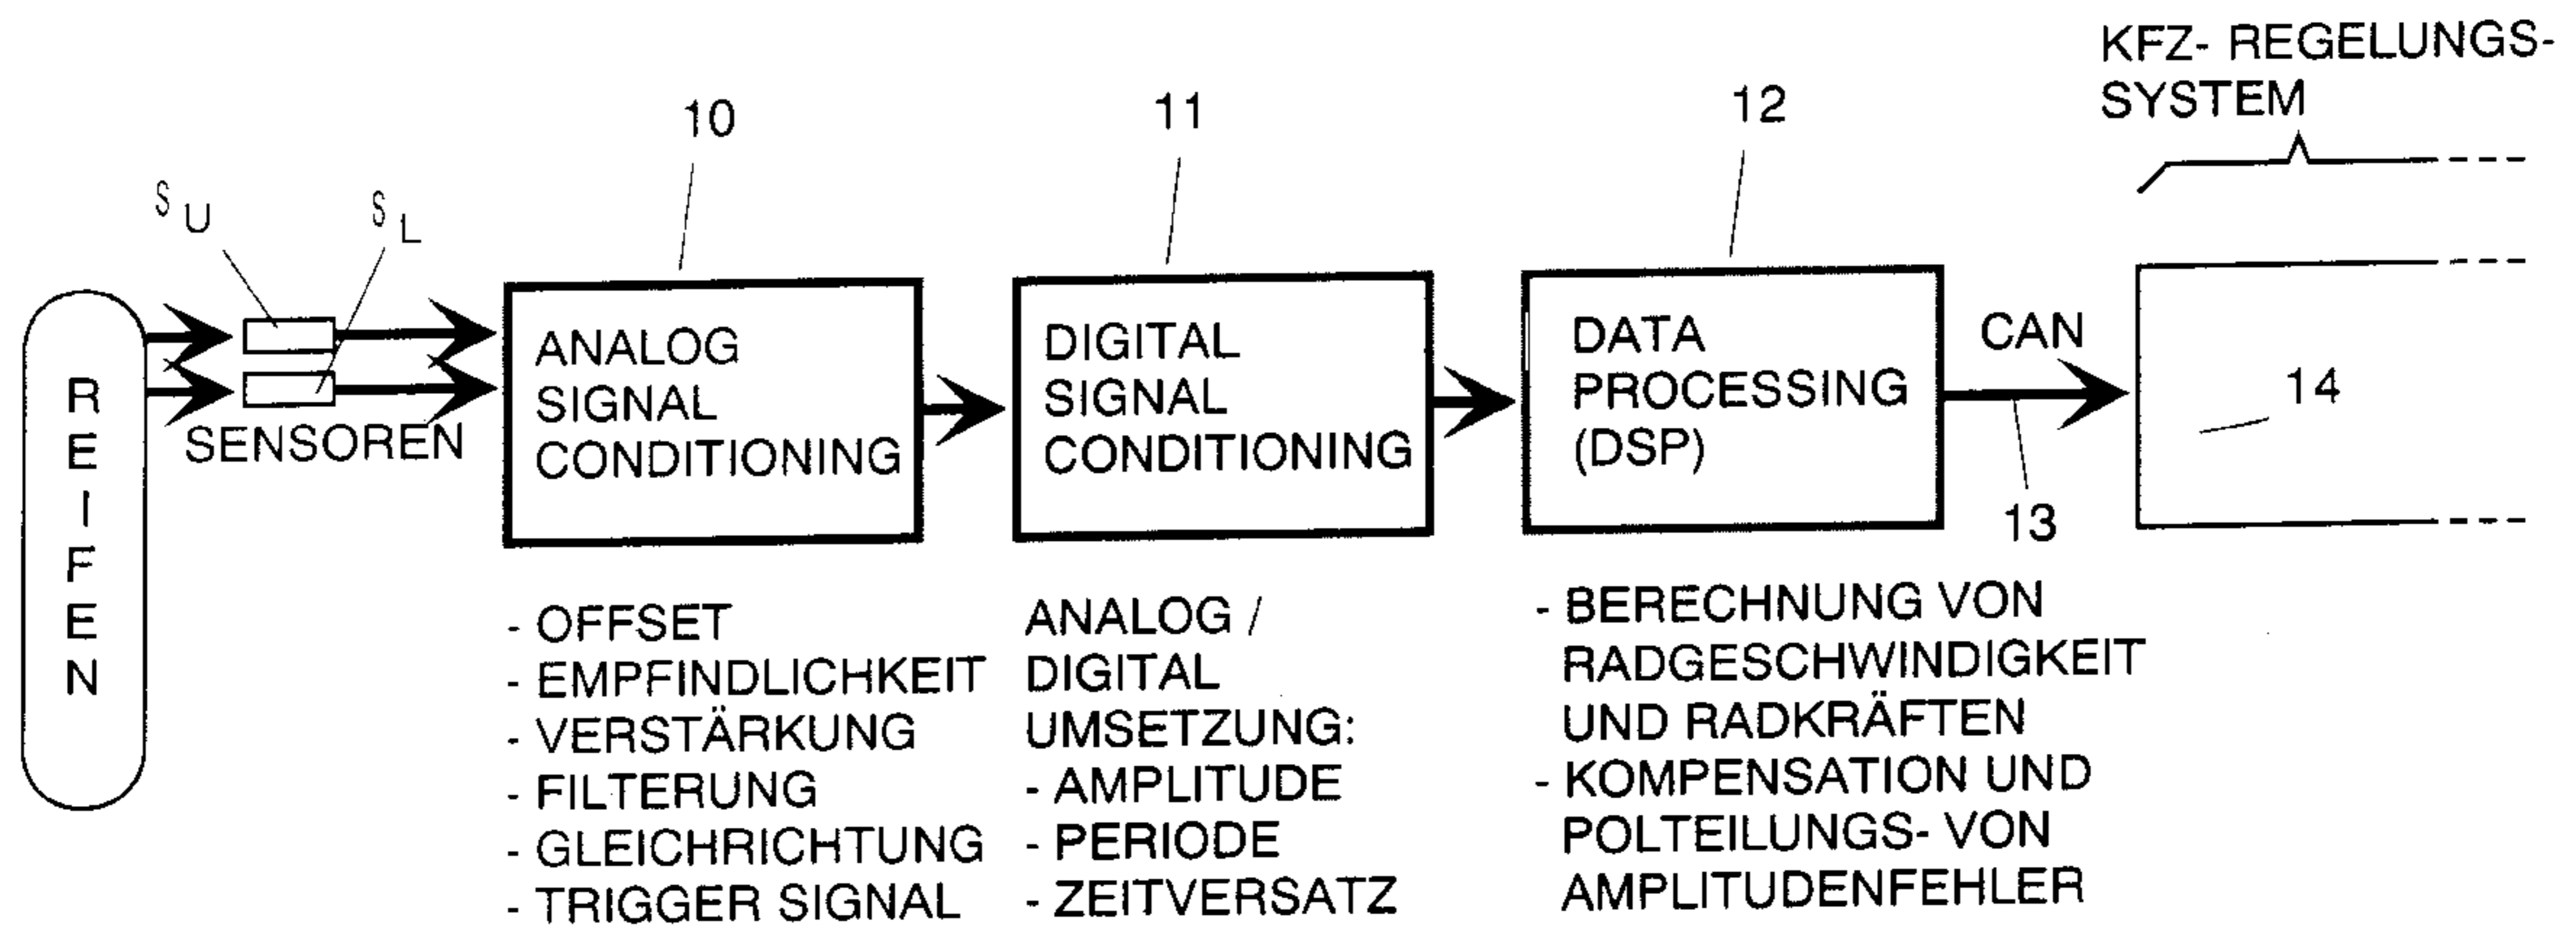 KFZ- REGELUNGS-
SYSTEM
10
11
12
S U
S L
REIFEN
SENSOREN
ANALOG
SIGNAL
CONDITIONING
DIGITAL
SIGNAL
CONDITIONING
DATA
PROCESSING
(DSP)
CAN
13
14
- OFFSET
- EMPFINDLICHKEIT
- VERSTÄRKUNG
- FILTERUNG
- GLEICHRICHTUNG
- TRIGGER SIGNAL
ANALOG /
DIGITAL
UMSETZUNG:
- AMPLITUDE
- PERIODE
- ZEITVERSATZ
- BERECHNUNG VON
RADGESCHWINDIGKEIT
UND RADKRÄFTEN
- KOMPENSATION UND
POLTEILUNGS- VON
AMPLITUDENFEHLER